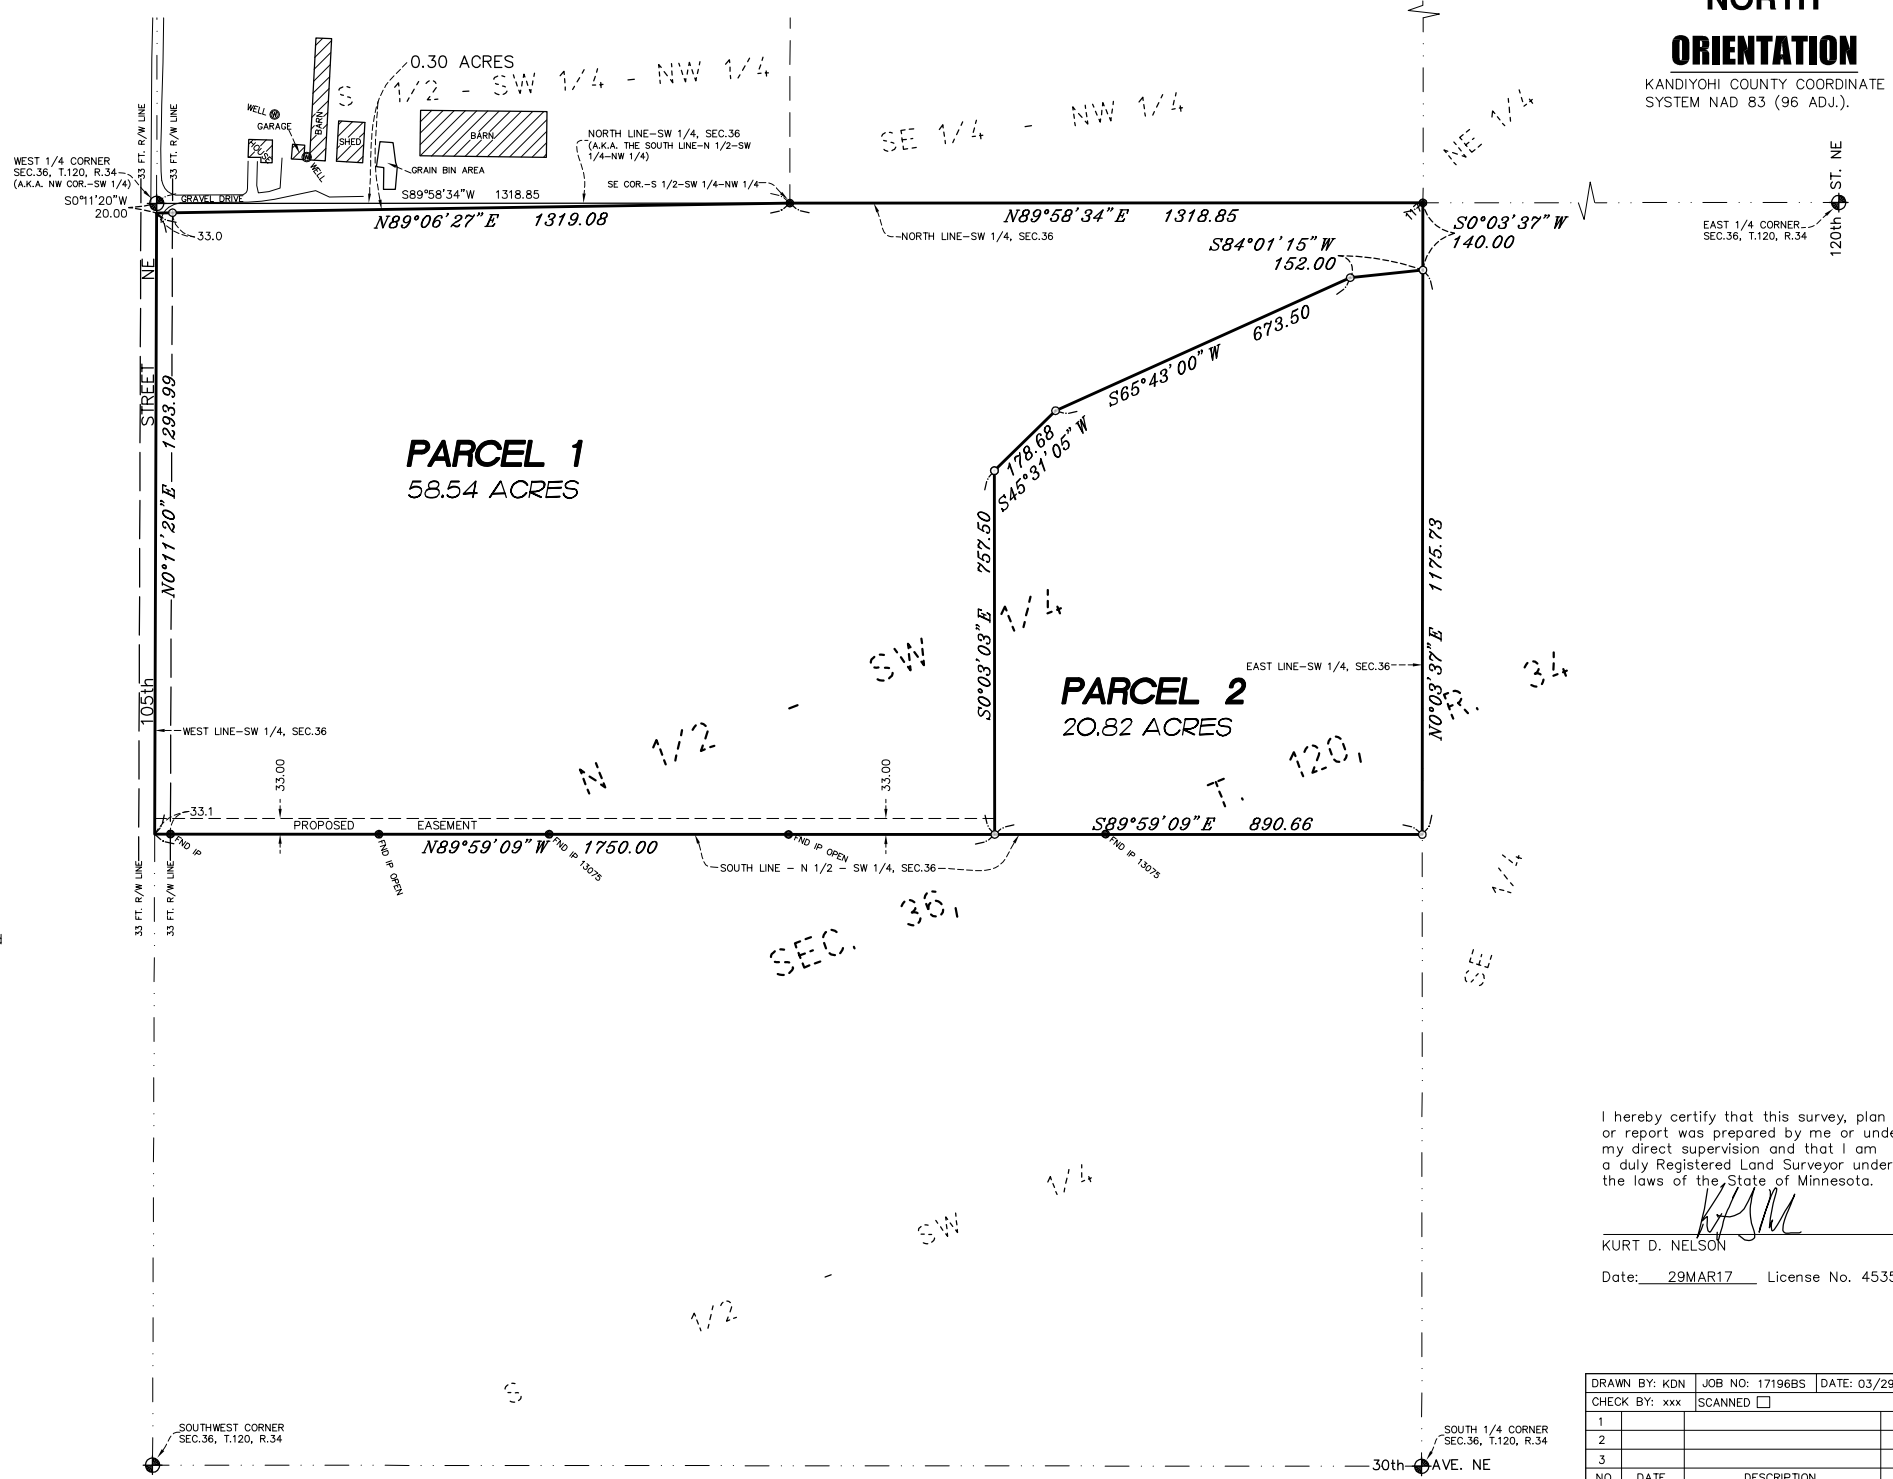 NORTH
ORIENTATION
KANDIYOHI COUNTY COORDINATE
SYSTEM NAD 83 (96 ADJ.).
0.30 ACRES
S 1/2 - SW 1/4 - NW 1/4
SE 1/4 - NW 1/4
NE 1/4
33 FT. R/W LINE
33 FT. R/W LINE
WELL
W
GARAGE
HOUSE
BARN
SHED
W
WELL
BARN
GRAIN BIN AREA
GRAVEL DRIVE
WEST 1/4 CORNER
SEC.36, T.120, R.34
(A.K.A. NW COR.-SW 1/4)
S0°11'20"W
20.00
33.0
NORTH LINE-SW 1/4, SEC.36
(A.K.A. THE SOUTH LINE-N 1/2-SW
1/4-NW 1/4)
SE COR.-S 1/2-SW 1/4-NW 1/4
S89°58'34"W 1318.85
N89°06'27"E 1319.08
N89°58'34"E 1318.85
NORTH LINE-SW 1/4, SEC.36
S0°03'37"W
140.00
S84°01'15"W
152.00
EAST 1/4 CORNER
SEC.36, T.120, R.34
120th ST. NE
105th STREET NE
N0°11'20"E 1293.99
PARCEL 1
58.54 ACRES
673.50
S65°43'00"W
178.68
S45°31'05"W
S0°03'03"E 757.50
N0°03'37"E 1175.73
EAST LINE-SW 1/4, SEC.36
PARCEL 2
20.82 ACRES
N 1/2 - SW 1/4
T. 120, R. 34
WEST LINE-SW 1/4, SEC.36
33.00
33.00
33.1
PROPOSED EASEMENT
N89°59'09"W 1750.00
S89°59'09"E 890.66
FND IP
FND IP OPEN
FND IP 13075
FND IP OPEN
FND IP 13075
SOUTH LINE - N 1/2 - SW 1/4, SEC.36
33 FT. R/W LINE
33 FT. R/W LINE
SEC. 36,
SE 1/4
S 1/2 - SW 1/4
I hereby certify that this survey, plan
or report was prepared by me or unde
my direct supervision and that I am
a duly Registered Land Surveyor under
the laws of the State of Minnesota.
KURT D. NELSON
Date: 29MAR17 License No. 4535
SOUTHWEST CORNER
SEC.36, T.120, R.34
SOUTH 1/4 CORNER
SEC.36, T.120, R.34
30th AVE. NE
DRAWN BY: KDN JOB NO: 17196BS DATE: 03/29
CHECK BY: xxx SCANNED
1
2
3
NO. DATE DESCRIPTION